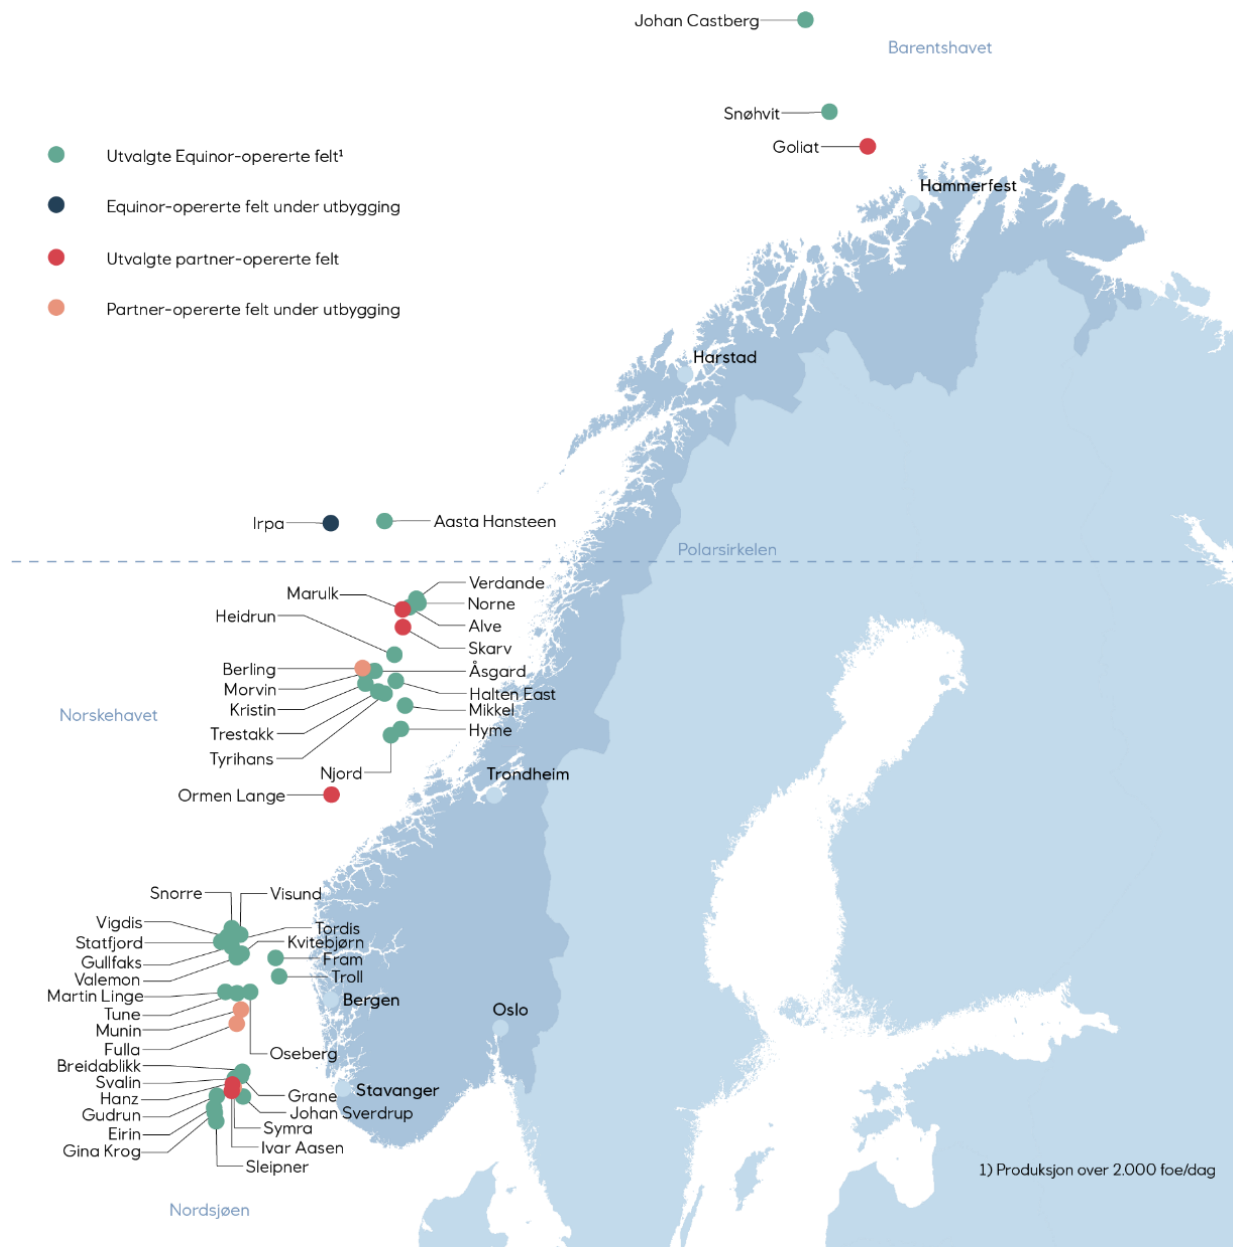 Johan Castberg
Barentshavet
Snøhvit
Goliat
Utvalgte Equinor-opererte felt¹
Equinor-opererte felt under utbygging
Utvalgte partner-opererte felt
Partner-opererte felt under utbygging
Hammerfest
Harstad
Irpa
Aasta Hansteen
Polarsirkelen
Verdande
Marulk
Norne
Heidrun
Alve
Skarv
Berling
Åsgard
Morvin
Halten East
Kristin
Mikkel
Trestakk
Hyme
Tyrihans
Norskehavet
Njord
Trondheim
Ormen Lange
Snorre
Visund
Vigdis
Tordis
Statfjord
Kvitebjørn
Gullfaks
Fram
Valemon
Troll
Martin Linge
Bergen
Tune
Oslo
Munin
Fulla
Oseberg
Breidablikk
Svalin
Stavanger
Hanz
Grane
Gudrun
Johan Sverdrup
Eirin
Symra
Gina Krog
Ivar Aasen
Sleipner
1) Produksjon over 2.000 foe/dag
Nordsjøen